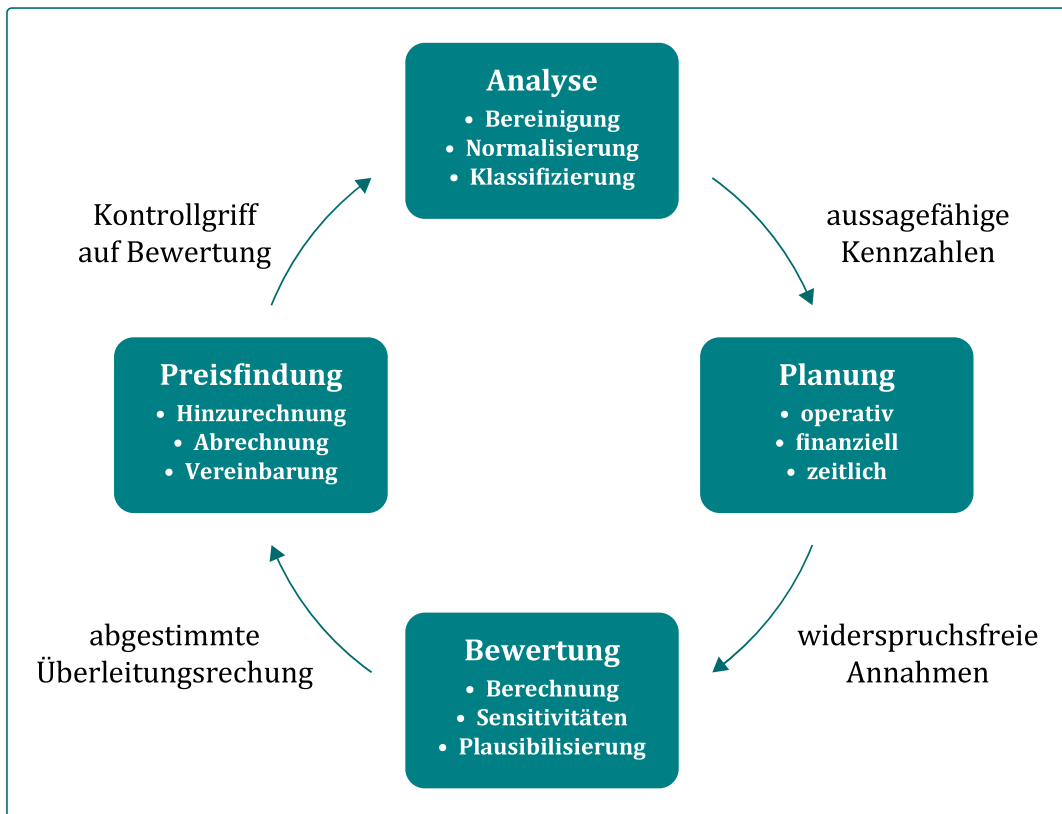 Analyse
• Bereinigung
• Normalisierung
• Klassifizierung
aussagefähige
Kennzahlen
Planung
• operativ
• finanziell
• zeitlich
widerspruchsfreie
Annahmen
Bewertung
• Berechnung
• Sensitivitäten
• Plausibilisierung
abgestimmte
Überleitungsrechung
Preisfindung
• Hinzurechnung
• Abrechnung
• Vereinbarung
Kontrollgriff
auf Bewertung